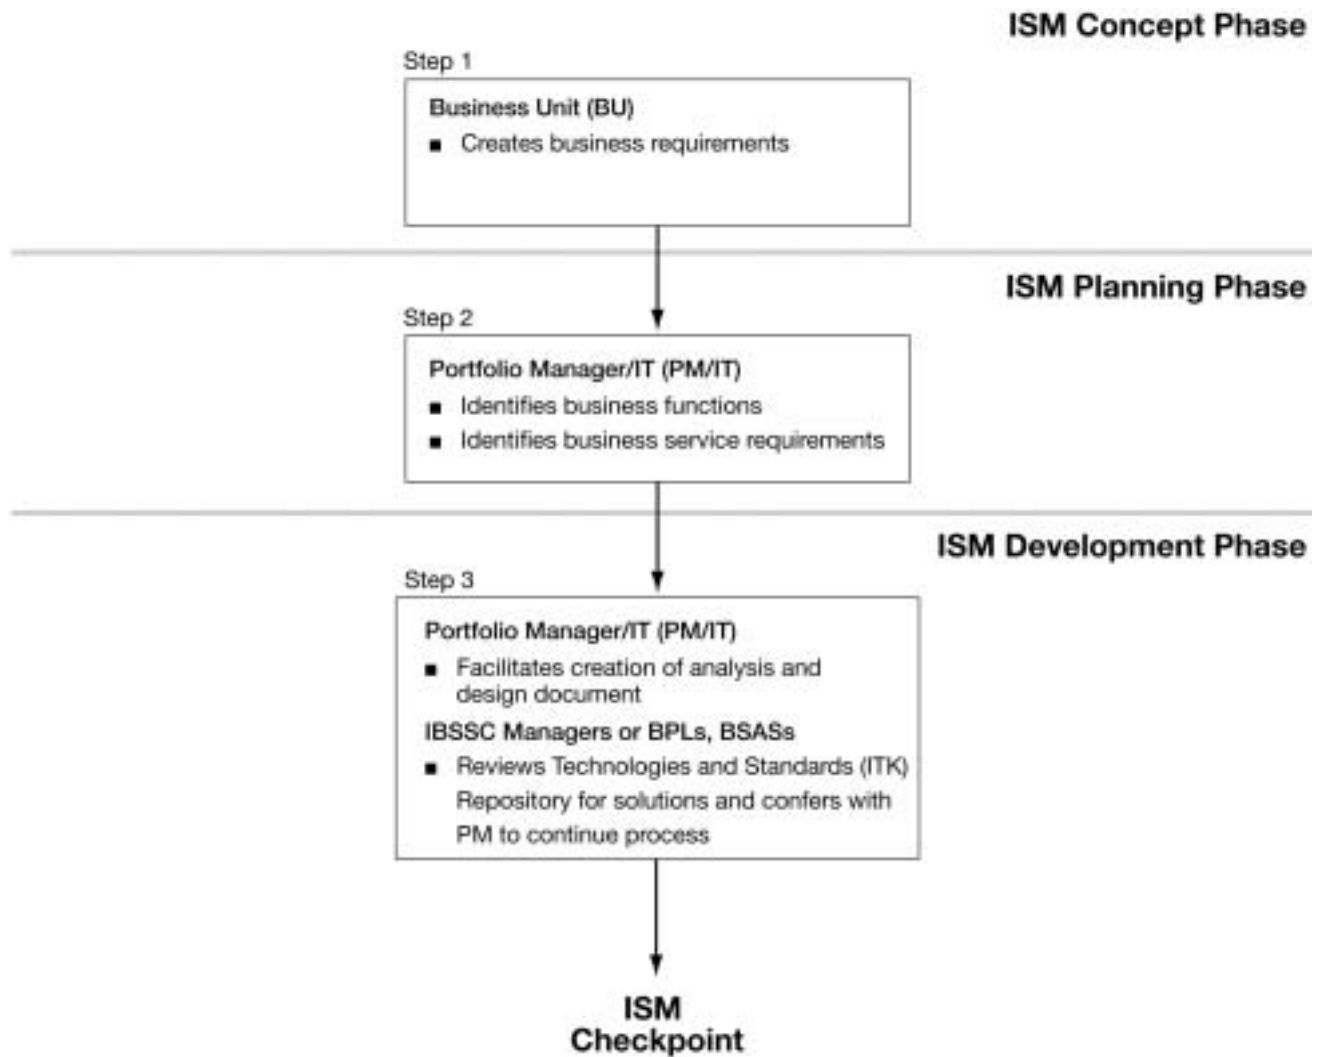 ISM Concept Phase
Step 1
Business Unit (BU)
■ Creates business requirements
ISM Planning Phase
Step 2
Portfolio Manager/IT (PM/IT)
■ Identifies business functions
■ Identifies business service requirements
ISM Development Phase
Step 3
Portfolio Manager/IT (PM/IT)
■ Facilitates creation of analysis and
design document
IBSSC Managers or BPLs, BSASs
■ Reviews Technologies and Standards (ITK)
Repository for solutions and confers with
PM to continue process
ISM
Checkpoint